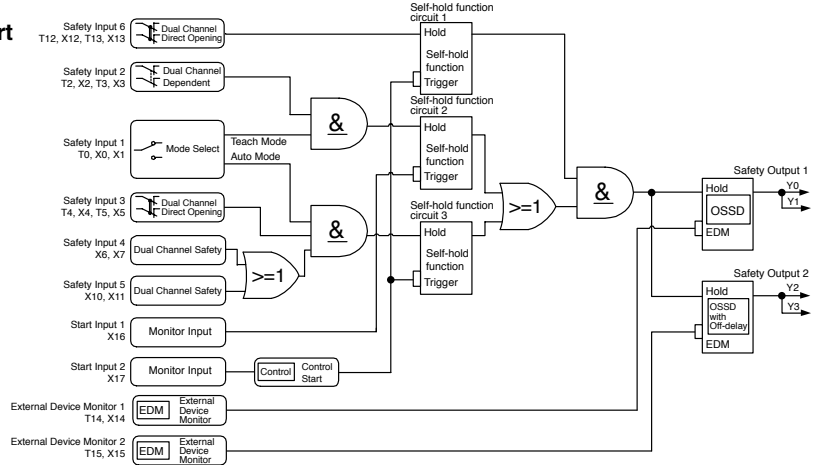 rt
Safety Input 6
T12, X12, T13, X13
Dual Channel
Direct Opening
Safety Input 2
T2, X2, T3, X3
Dual Channel
Dependent
Safety Input 1
T0, X0, X1
Mode Select
Teach Mode
Auto Mode
Safety Input 3
T4, X4, T5, X5
Dual Channel
Direct Opening
Safety Input 4
X6, X7
Dual Channel Safety
Safety Input 5
X10, X11
Dual Channel Safety
Start Input 1
X16
Monitor Input
Start Input 2
X17
Monitor Input
Control
Control
Start
External Device Monitor 1
T14, X14
EDM
External
Device
Monitor
External Device Monitor 2
T15, X15
EDM
External
Device
Monitor
&
&
>=1
Self-hold function
circuit 1
Hold
Self-hold
function
Trigger
Self-hold function
circuit 2
Hold
Self-hold
function
Trigger
Self-hold function
circuit 3
Hold
Self-hold
function
Trigger
>=1
&
Safety Output 1
Hold
OSSD
EDM
Y0
Y1
Safety Output 2
Hold
OSSD
with
Off-delay
EDM
Y2
Y3